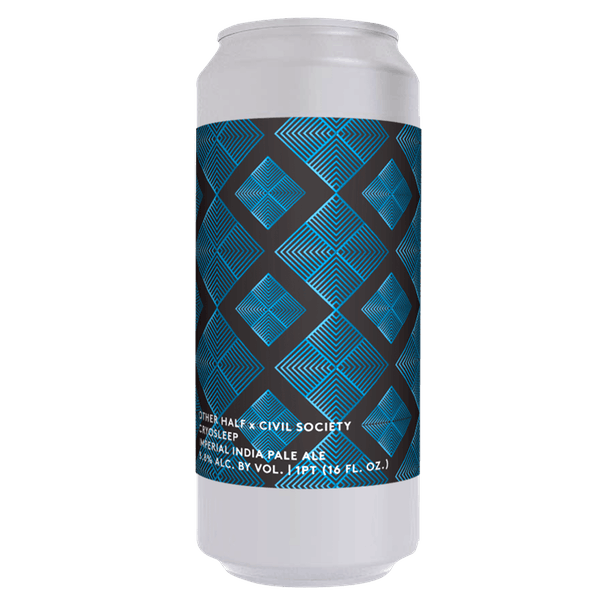 OTHER HALF x CIVIL SOCIETY
CRYOSLEEP
IMPERIAL INDIA PALE ALE
ALC. BY VOL. | 1PT (16 FL. OZ.)